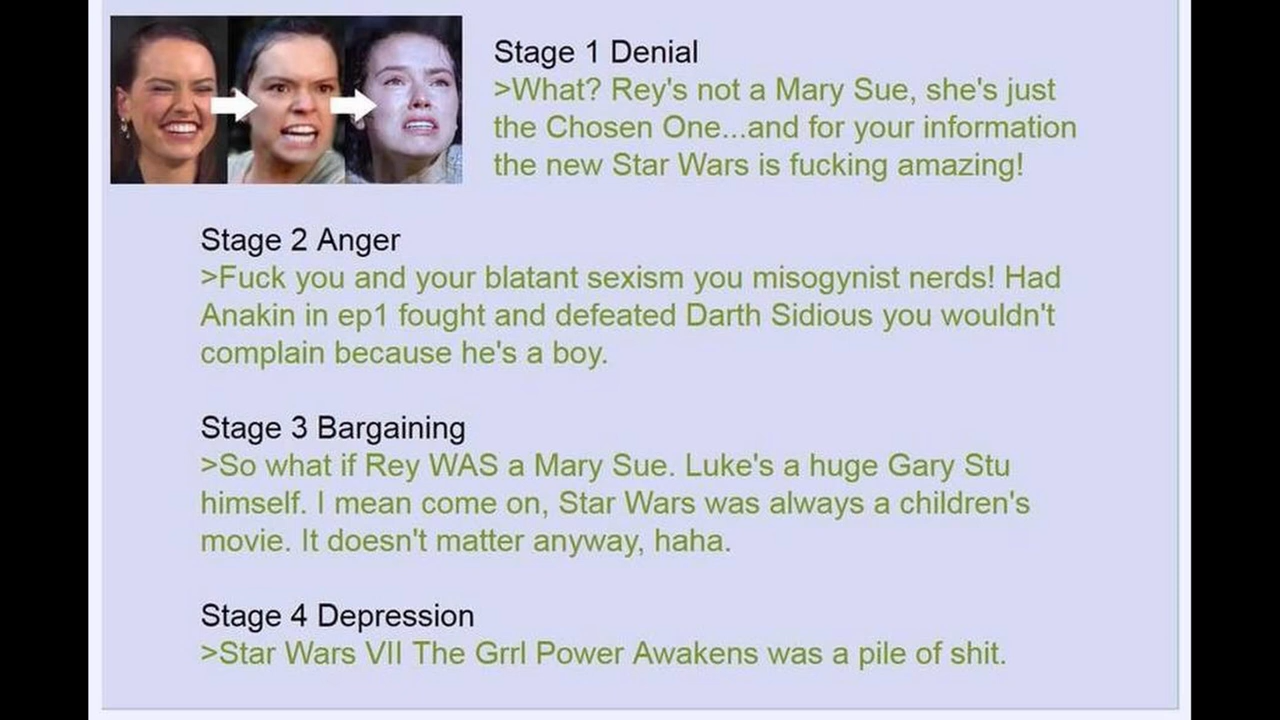 Stage 1 Denial
>What? Rey's not a Mary Sue, she's just
the Chosen One...and for your information
the new Star Wars is fucking amazing!
Stage 2 Anger
>Fuck you and your blatant sexism you misogynist nerds! Had
Anakin in ep1 fought and defeated Darth Sidious you wouldn't
complain because he's a boy.
Stage 3 Bargaining
>So what if Rey WAS a Mary Sue. Luke's a huge Gary Stu
himself. I mean come on, Star Wars was always a children's
movie. It doesn't matter anyway, haha.
Stage 4 Depression
>Star Wars VII The Grrl Power Awakens was a pile of shit.